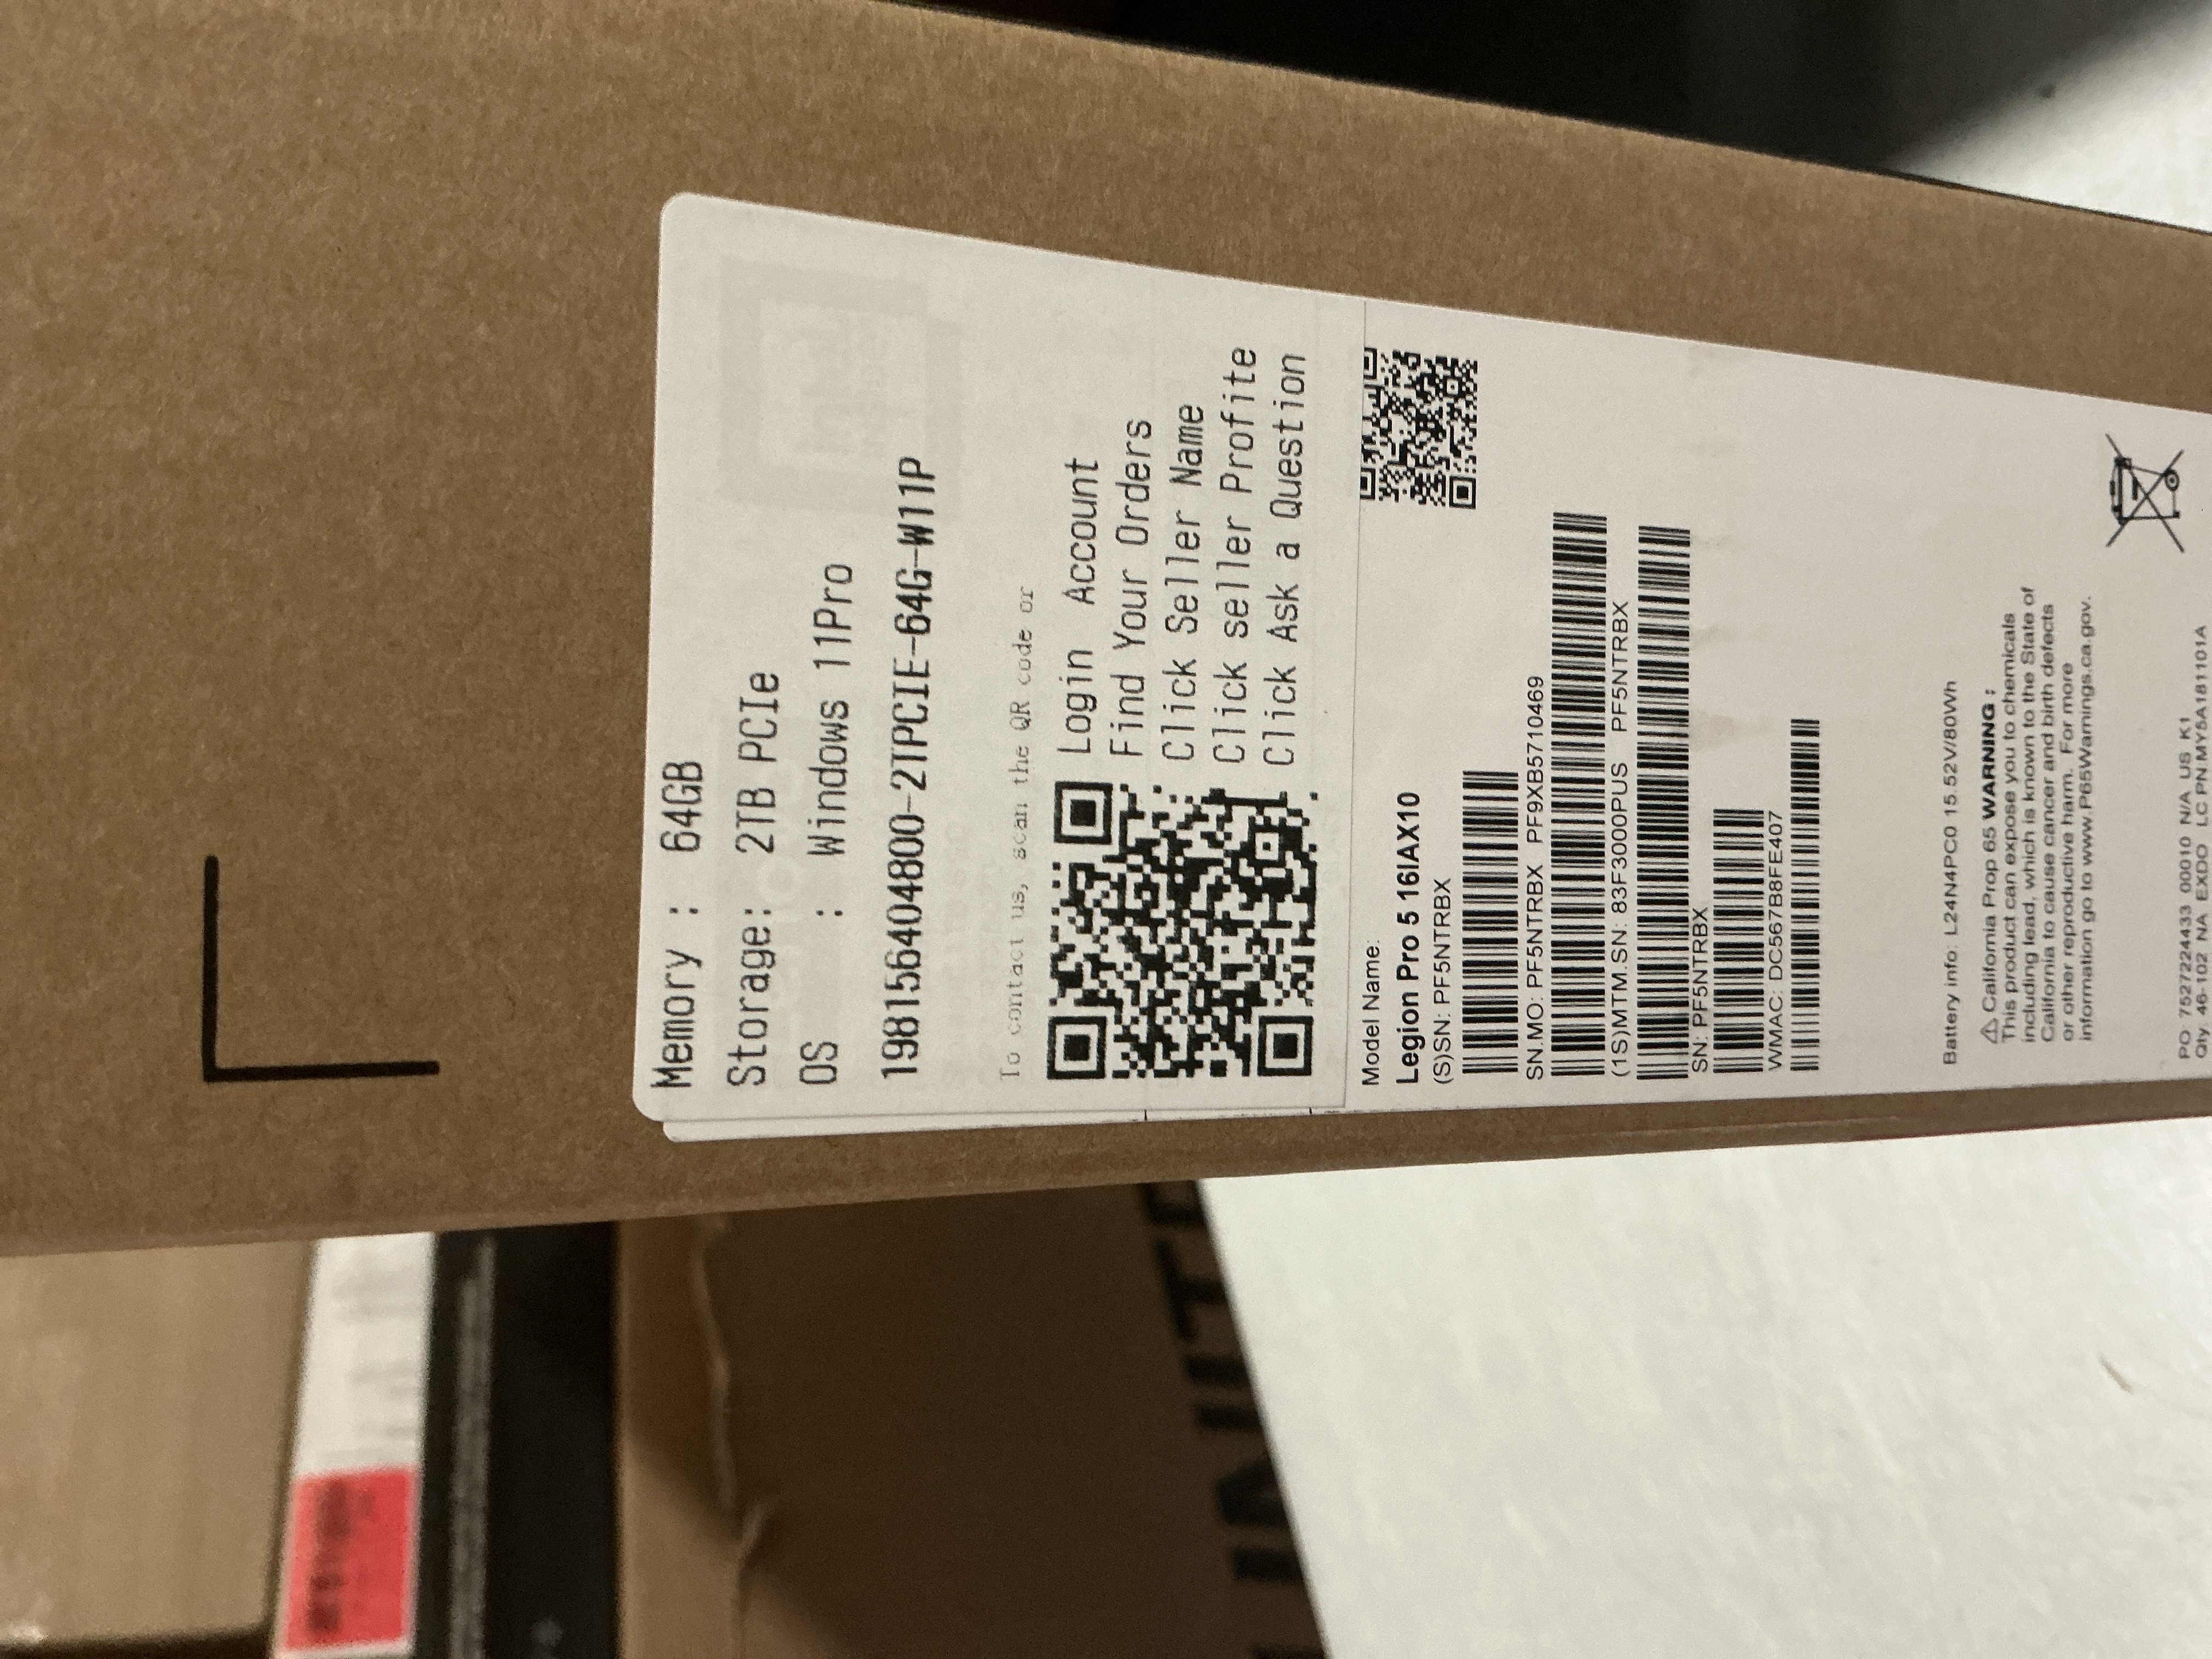 Memory : 64GB
Storage: 2TB PCIe
OS : Windows 11Pro
198156404800-2TPCIE-64G-W11P
To contact us, scan the QR code or
Login Account
Find Your Orders
Click Seller Name
Click seller Profite
Click Ask a Question
Model Name:
Legion Pro 5 16IAX10
(S)SN: PF5NTRBX
SN.MO: PF5NTRBX PF9XB5710469
(1S)MTM.SN: 83F3000PUS PF5NTRBX
SN: PF5NTRBX
WMAC: DC567B8FE407
Battery info: L24N4PC0 15.52V/80Wh
⚠ California Prop 65 WARNING :
This product can expose you to chemicals
including lead, which is known to the State of
California to cause cancer and birth defects
or other reproductive harm. For more
information go to www.P65Warnings.ca.gov.
PO 7527224433 00010 N/A US K1
Qty 46-102 NA EXDO LC PN MY5A181101A